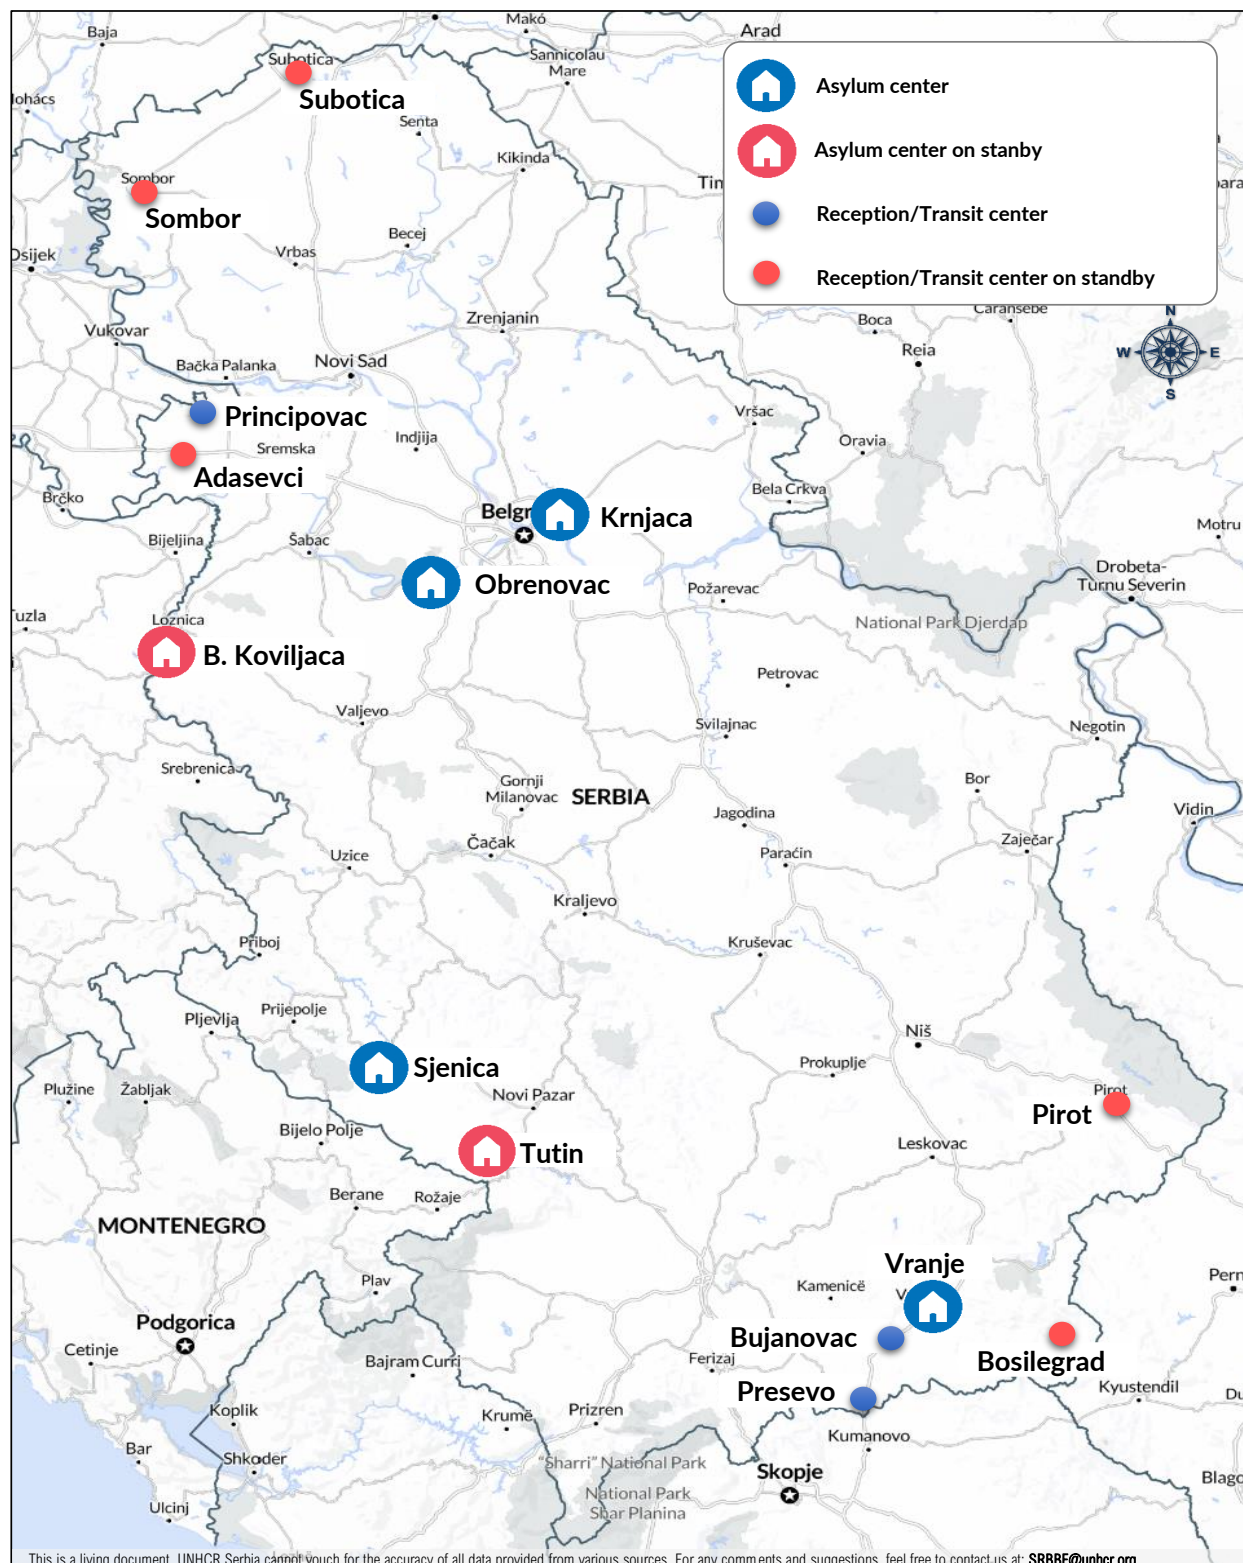 Baja
Makó
Arad
Subotica
Sannicolau
Mare
Mohács
Subotica
Senta
Kikinda
Sombor
Sombor
Becej
Osijek
Vrbas
Asylum center
Asylum center on stanby
Reception/Transit center
Reception/Transit center on standby
Vukovar
Zrenjanin
Boca
Caransebe
N
W
E
S
Reia
Bačka Palanka
Novi Sad
Principovac
Vršac
Indjija
Sremska
Oravia
Adasevci
Brčko
Bela Crkva
Krnjaca
Motru
Bijeljina
Šabac
Obrenovac
Požarevac
Drobeta-
Turnu Severin
Loznica
National Park Djerdap
B. Koviljaca
Petrovac
Valjevo
Svilajnac
Negotin
Srebrenica
Gornji
Milanovac
SERBIA
Bor
Jagodina
Vidin
Čačak
Zaječar
Uzice
Paraćin
Kraljevo
Priboj
Kruševac
Prijepolje
Pljevlja
Niš
Sjenica
Prokuplje
Plužine
Žabljak
Novi Pazar
Pirot
Pirot
Bijelo Polje
Tutin
Leskovac
Berane
Rožaje
MONTENEGRO
Vranje
Plav
Kamenicë
Podgorica
Bujanovac
Cetinje
Bajram Curri
Ferizaj
Bosilegrad
Presevo
Kyustendil
Koplik
Krumë
Prizren
Kumanovo
Bar
Shkoder
"Sharri" National Park
Skopje
National Park
Shar Planina
Ulcinj
This is a living document. UNHCR Serbia cannot vouch for the accuracy of all data provided from various sources. For any comments and suggestions, feel free to contact us at: SRBBE@unhcr.org